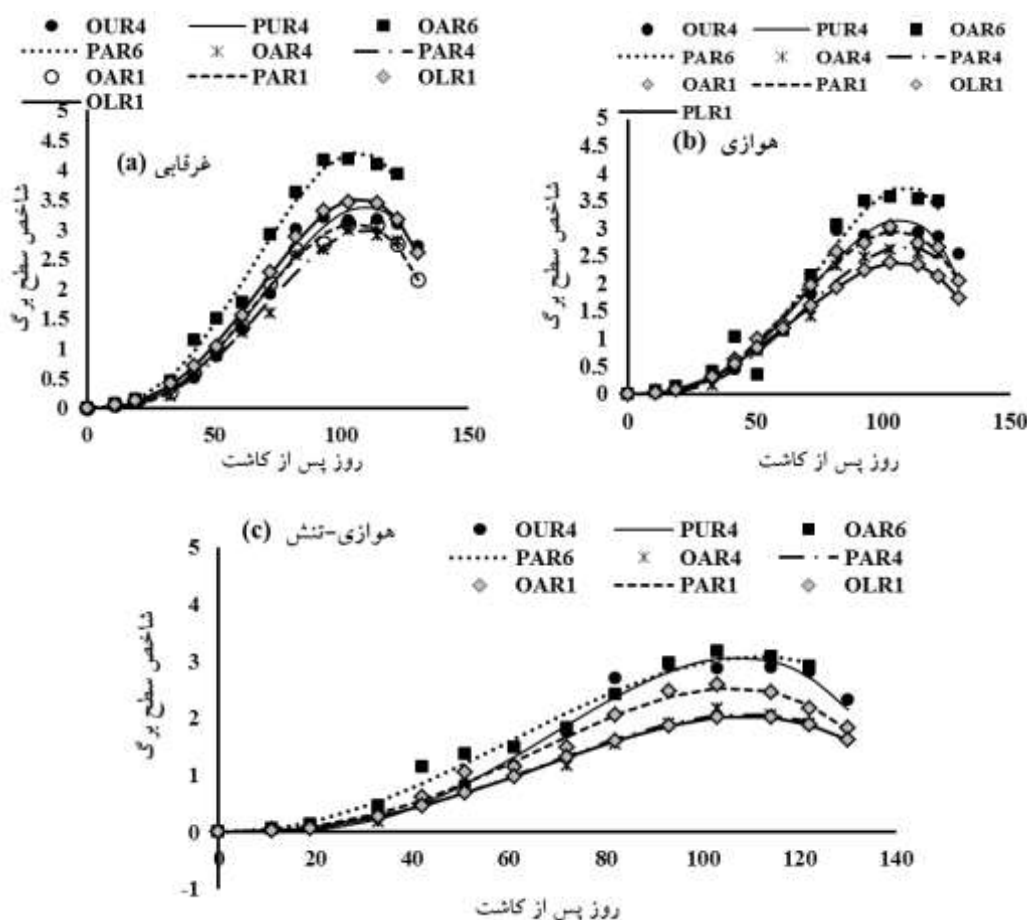 OUR4 PUR4 OAR6
PAR6 OAR4 PAR4
OAR1 PAR1 OLR1
OLR1
(a) غرقابی
شاخص سطح برگ
5
4.5
4
3.5
3
2.5
2
1.5
1
0.5
0
0 50 100 150
روز پس از کاشت
OUR4 PUR4 OAR6
PAR6 OAR4 PAR4
OAR1 PAR1 OLR1
PLR1
(b) هوازی
شاخص سطح برگ
5
4.5
4
3.5
3
2.5
2
1.5
1
0.5
0
0 50 100 150
روز پس از کاشت
(c) هوازی-تنش
OUR4 PUR4 OAR6
PAR6 OAR4 PAR4
OAR1 PAR1 OLR1
شاخص سطح برگ
5
4
3
2
1
0
-1
0 20 40 60 80 100 120 140
روز پس از کاشت